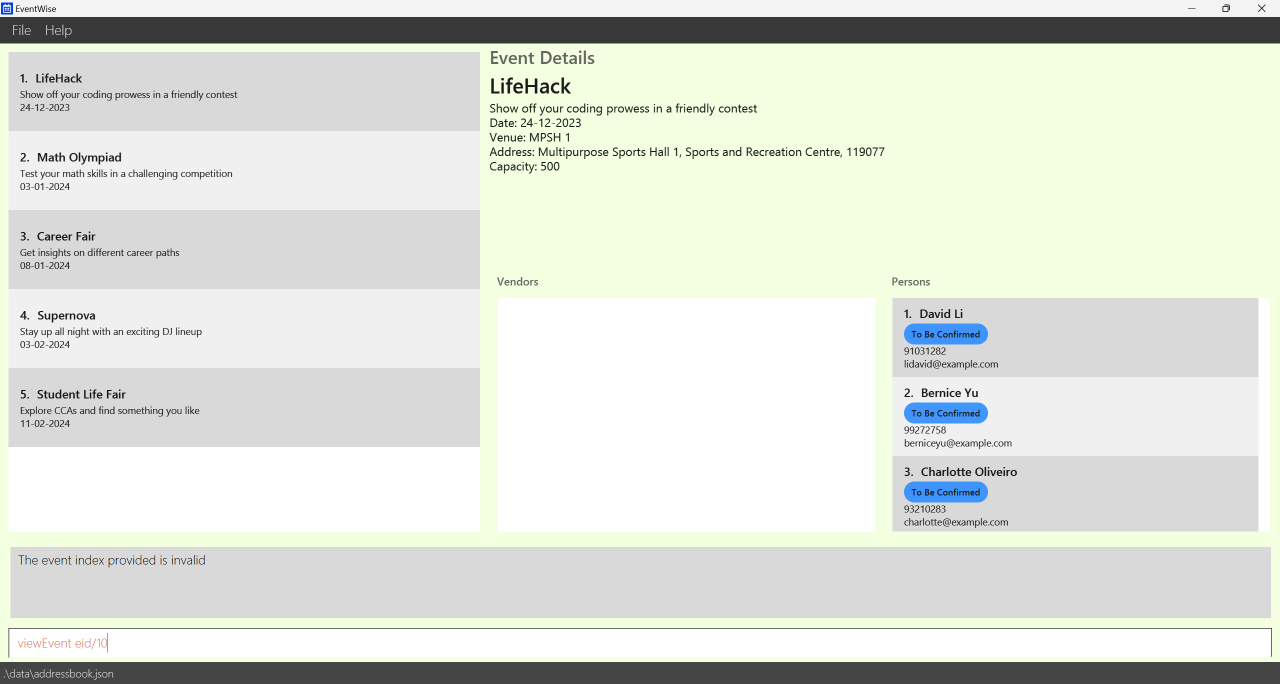 EventWise
File Help
1. LifeHack
Show off your coding prowess in a friendly contest
24-12-2023
2. Math Olympiad
Test your math skills in a challenging competition
03-01-2024
3. Career Fair
Get insights on different career paths
08-01-2024
4. Supernova
Stay up all night with an exciting DJ lineup
03-02-2024
5. Student Life Fair
Explore CCAs and find something you like
11-02-2024
Event Details
LifeHack
Show off your coding prowess in a friendly contest
Date: 24-12-2023
Venue: MPSH 1
Address: Multipurpose Sports Hall 1, Sports and Recreation Centre, 119077
Capacity: 500
Vendors
Persons
1. David Li
To Be Confirmed
91031282
lidavid@example.com
2. Bernice Yu
To Be Confirmed
99272758
berniceyu@example.com
3. Charlotte Oliveiro
To Be Confirmed
93210283
charlotte@example.com
The event index provided is invalid
viewEvent eid/10
.\data\addressbook.json